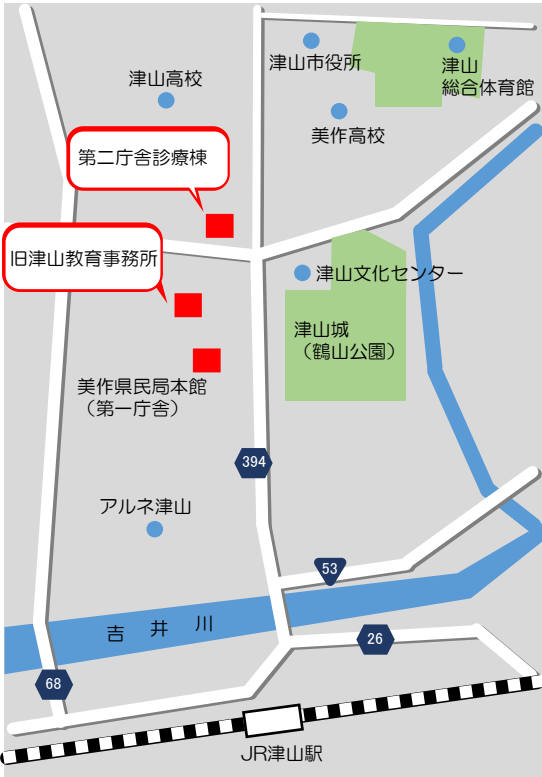 津山市役所
津山
総合体育館
津山高校
美作高校
第二庁舎診療棟
旧津山教育事務所
津山文化センター
津山城
（鶴山公園）
美作県民局本館
（第一庁舎）
394
アルネ津山
53
吉井川
26
68
JR津山駅